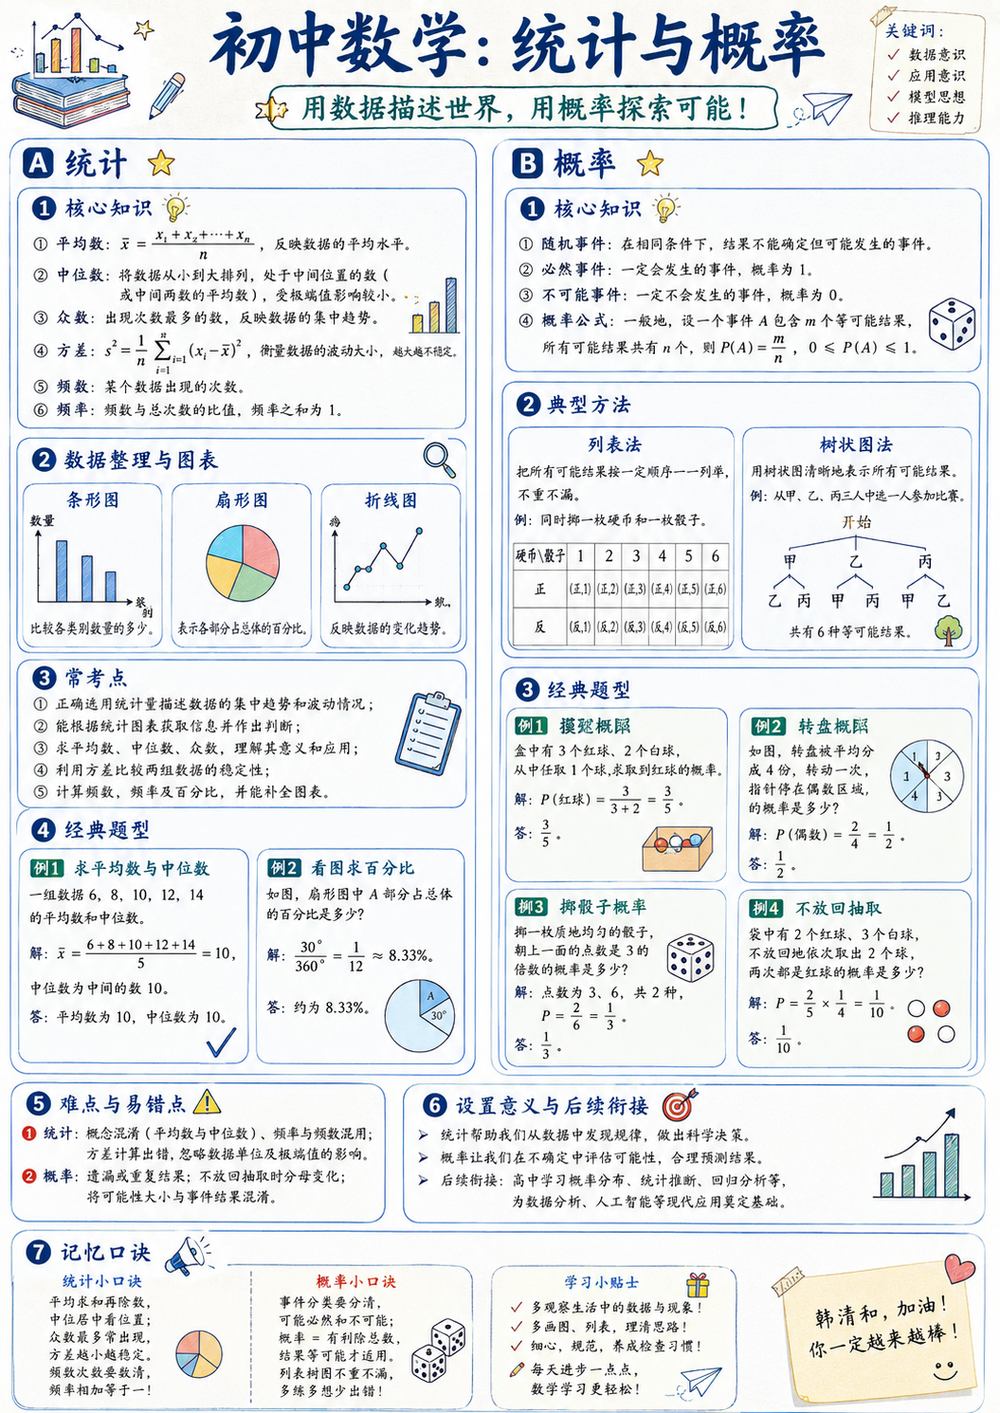 初中数学：统计与概率
用数据描述世界，用概率探索可能！
关键词：
✓ 数据意识
✓ 应用意识
✓ 模型思想
✓ 推理能力
A 统计
1 核心知识
① 平均数：x̄ = (x₁ + x₂ + ··· + xₙ) / n，反映数据的平均水平。
② 中位数：将数据从小到大排列，处于中间位置的数（
或中间两数的平均数），受极端值影响较小。
③ 众数：出现次数最多的数，反映数据的集中趋势。
④ 方差：s² = 1/n ∑ⁿᵢ₌₁ ᵢ₌₁(xᵢ − x̄)²，衡量数据的波动大小，越大越不稳定。
⑤ 频数：某个数据出现的次数。
⑥ 频率：频数与总次数的比值，频率之和为 1。
2 数据整理与图表
条形图
数量
比较各类别数量的多少。
扇形图
表示各部分占总体的百分比。
折线图
反映数据的变化趋势。
3 常考点
① 正确选用统计量描述数据的集中趋势和波动情况；
② 能根据统计图表获取信息并作出判断；
③ 求平均数、中位数、众数，理解其意义和应用；
④ 利用方差比较两组数据的稳定性；
⑤ 计算频数，频率及百分比，并能补全图表。
4 经典题型
例1 求平均数与中位数
一组数据 6，8，10，12，14
的平均数和中位数。
解：x̄ = (6 + 8 + 10 + 12 + 14) / 5 = 10，
中位数为中间的数 10。
答：平均数为 10，中位数为 10。
例2 看图求百分比
如图，扇形图中 A 部分占总体
的百分比是多少？
解：30° / 360° = 1/12 ≈ 8.33%。
答：约为 8.33%。
A
30°
B 概率
1 核心知识
① 随机事件：在相同条件下，结果不能确定但可能发生的事件。
② 必然事件：一定会发生的事件，概率为 1。
③ 不可能事件：一定不会发生的事件，概率为 0。
④ 概率公式：一般地，设一个事件 A 包含 m 个等可能结果，
所有可能结果共有 n 个，则 P(A) = m/n，0 ⩽ P(A) ⩽ 1。
2 典型方法
列表法
把所有可能结果按一定顺序一一列举，
不重不漏。
例：同时掷一枚硬币和一枚骰子。
硬币\骰子 1 2 3 4 5 6
正 (正,1) (正,2) (正,3) (正,4) (正,5) (正,6)
反 (反,1) (反,2) (反,3) (反,4) (反,5) (反,6)
树状图法
用树状图清晰地表示所有可能结果。
例：从甲、乙、丙三人中选一人参加比赛。
开始
甲 乙 丙
乙 丙 甲 丙 甲 乙
共有 6 种等可能结果。
3 经典题型
例1 概
盒中有 3 个红球、2 个白球，
从中任取 1 个球，求取到红球的概率。
解：P(红球) = 3 / (3 + 2) = 3/5。
答：3/5。
例2 转盘概
如图，转盘被平均分
成 4 份，转动一次，
指针停在偶数区域，
的概率是多少？
解：P(偶数) = 2/4 = 1/2。
答：1/2。
1 3
1 3
4 3
3 掷骰子概率
掷一枚质地均匀的骰子，
朝上一面的点数是 3 的
倍数的概率是多少？
解：点数为 3、6，共 2 种，
P = 2/6 = 1/3。
答：1/3。
例4 不放回抽取
袋中有 2 个红球、3 个白球，
不放回地依次取出 2 个球，
两次都是红球的概率是多少？
解：P = 2/5 × 1/4 = 1/10。
答：1/10。
5 难点与易错点
1 统计：概念混淆（平均数与中位数）、频率与频数混用；
方差计算出错，忽略数据单位及极端值的影响。
2 概率：遗漏或重复结果；不放回抽取时分母变化；
将可能性大小与事件结果混淆。
6 设置意义与后续衔接
➤ 统计帮助我们从数据中发现规律，做出科学决策。
➤ 概率让我们在不确定中评估可能性，合理预测结果。
➤ 后续衔接：高中学习概率分布、统计推断、回归分析等，
为数据分析、人工智能等现代应用奠定基础。
7 记忆口诀
统计小口诀
平均求和再除数，
中位居中看位置；
众数最多常出现，
方差越小越稳定。
频数次数要数清，
频率相加等于一！
概率小口诀
事件分类要分清，
可能必然和不可能；
概率 = 有利除总数，
结果等可能才适用。
列表树图不重不漏，
多练多想少出错！
学习小贴士
✓ 多观察生活中的数据与现象！
✓ 多画图、列表，理清思路！
✓ 细心，规范，养成检查习惯！
每天进步一点点，
数学学习更轻松！
韩清和，加油！
你一定越来越棒！